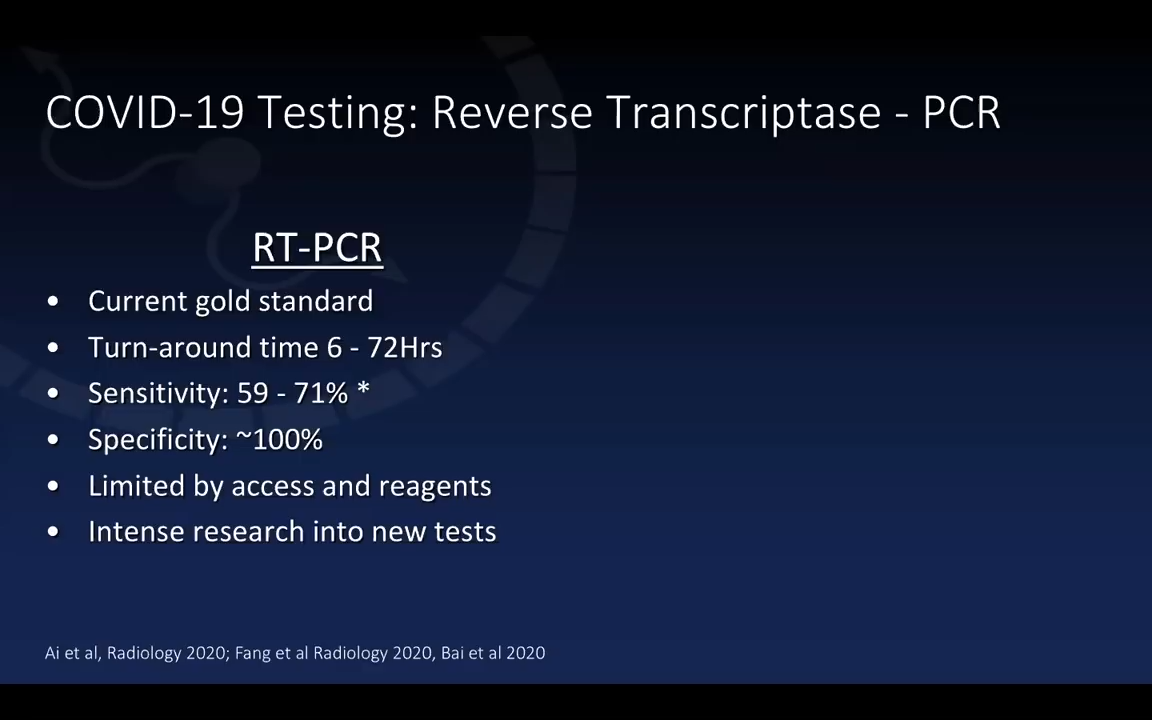 COVID-19 Testing: Reverse Transcriptase - PCR
RT-PCR
• Current gold standard
• Turn-around time 6 - 72Hrs
• Sensitivity: 59 - 71% *
• Specificity: ~100%
• Limited by access and reagents
• Intense research into new tests
Ai et al, Radiology 2020; Fang et al Radiology 2020, Bai et al 2020